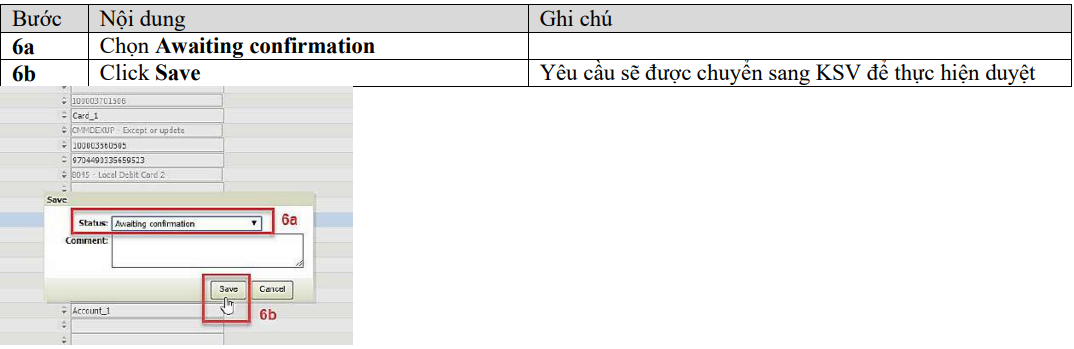 Bước Nội dung Ghi chú
6a Chọn Awaiting confirmation
6b Click Save Yêu cầu sẽ được chuyển sang KSV để thực hiện duyệt
100003701506
Card_1
CMMDEXUP - Except or update
100003560505
9704490335659523
8045 - Local Debit Card 2
Save
Status: Awaiting confirmation 6a
Comment:
Save Cancel
6b
Account_1